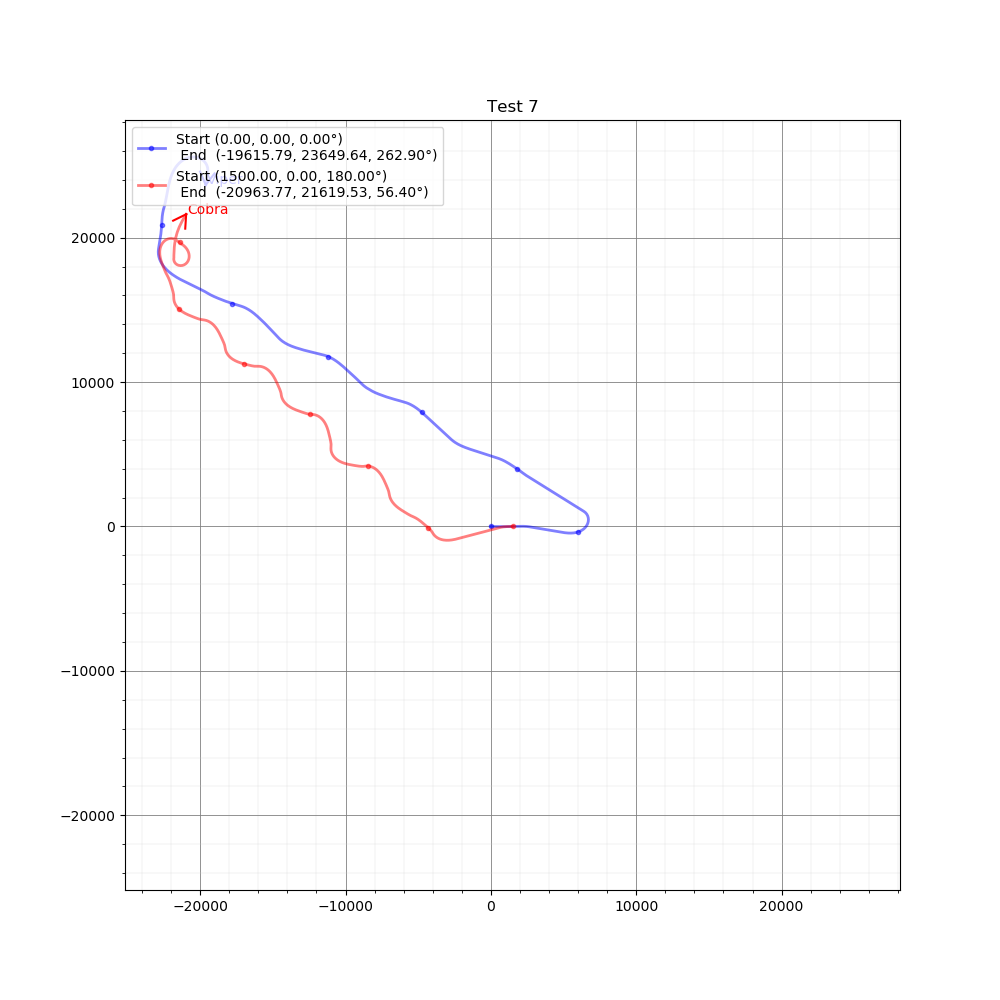 Test 7
Start (0.00, 0.00, 0.00°)
End (-19615.79, 23649.64, 262.90°)
Start (1500.00, 0.00, 180.00°)
End (-20963.77, 21619.53, 56.40°)
Cobra
20000
10000
0
−10000
−20000
−20000 −10000 0 10000 20000